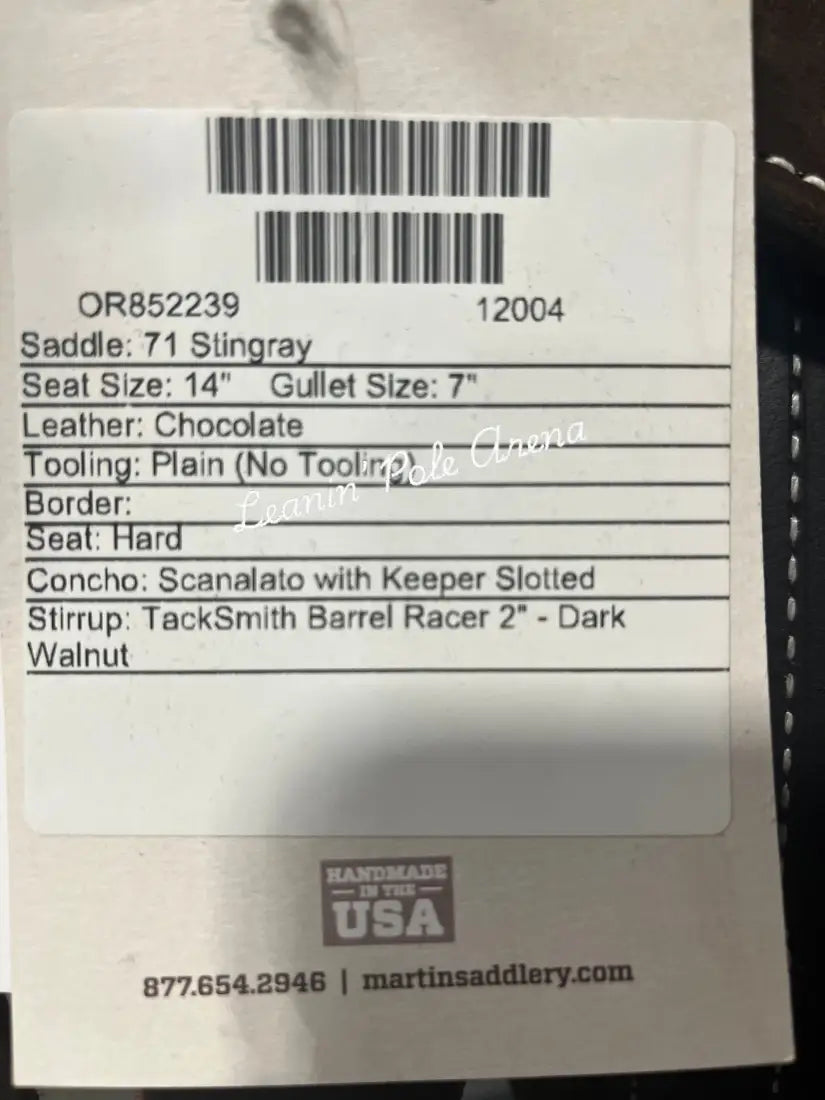 OR852239 12004
Saddle: 71 Stingray
Seat Size: 14" Gullet Size: 7"
Leather: Chocolate
Tooling: Plain (No Tooling)
Leanin' Pole Arena
Border:
Seat: Hard
Concho: Scanalato with Keeper Slotted
Stirrup: TackSmith Barrel Racer 2" - Dark
Walnut
HANDMADE
IN THE
USA
877.654.2946 | martinsaddlery.com